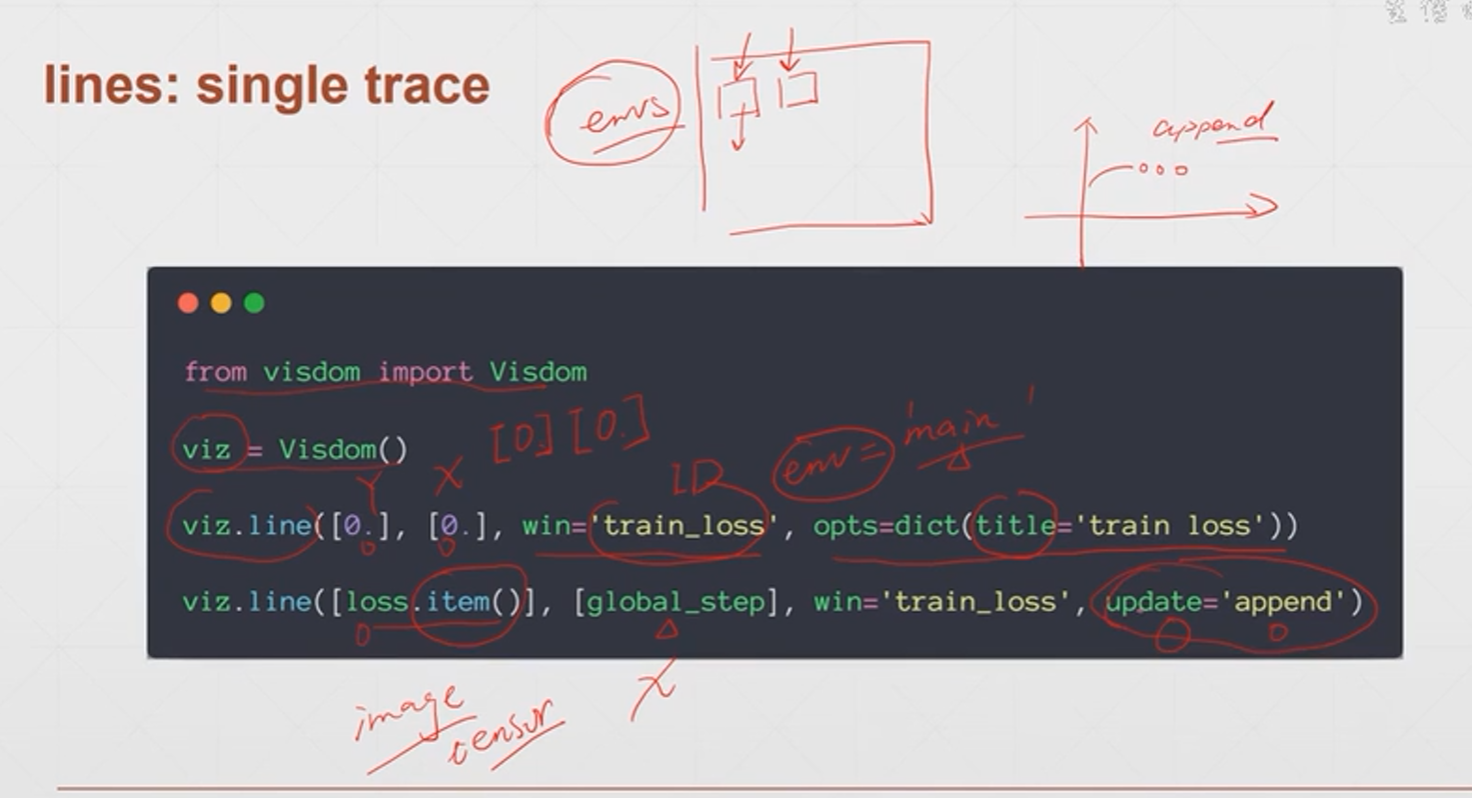 lines: single trace
envs
append
from visdom import Visdom
viz = Visdom()
[0.] [0.]
Y X ID env= 'main'
viz.line([0.], [0.], win='train_loss', opts=dict(title='train loss'))
viz.line([loss.item()], [global_step], win='train_loss', update='append')
image
tensor
X